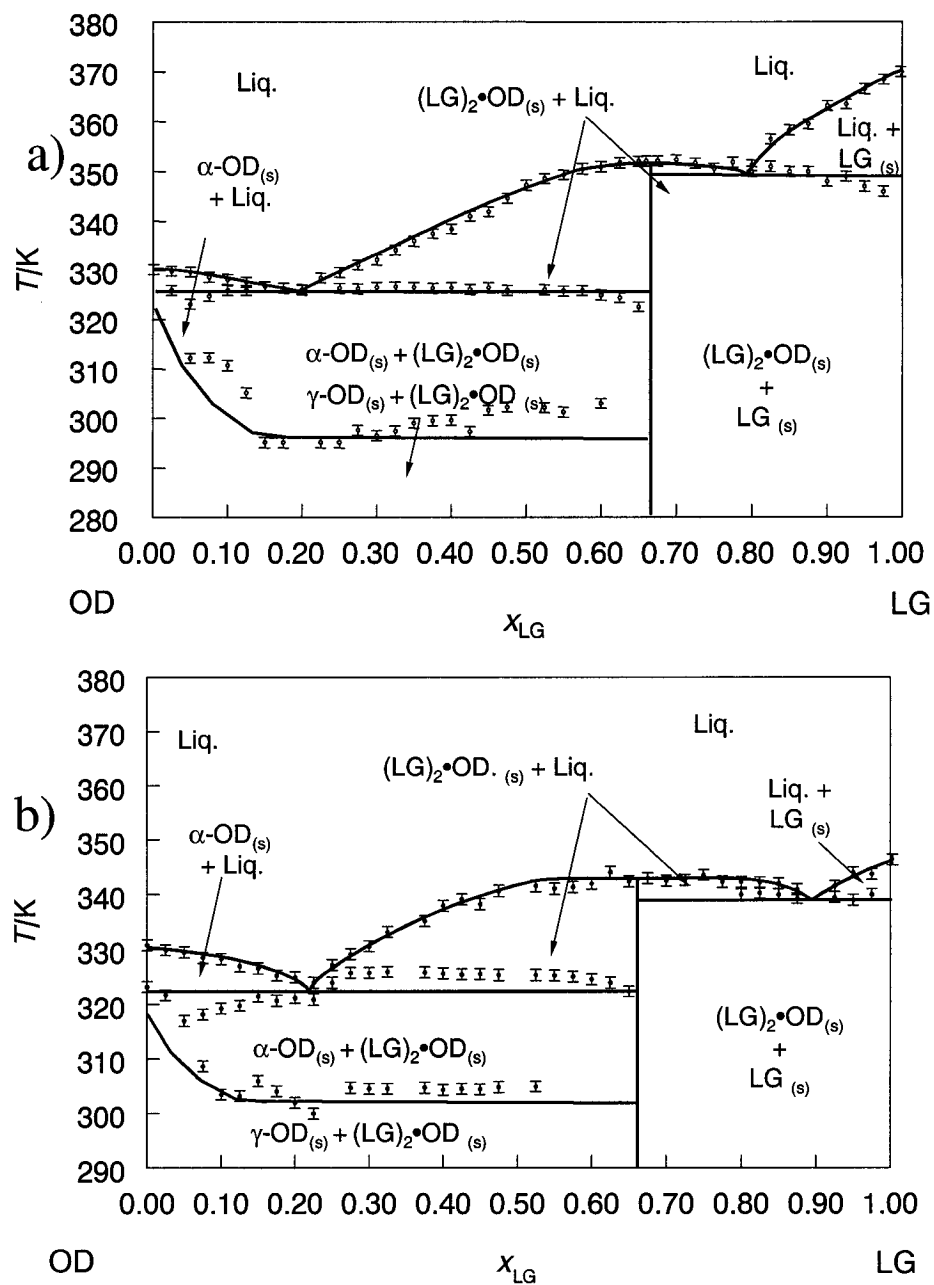 a)
380
370
360
350
340
330
320
310
300
290
280
T/K
Liq.
Liq.
(LG)₂•OD(s) + Liq.
α-OD(s)
+ Liq.
Liq. +
LG (s)
α-OD(s) + (LG)₂•OD(s)
γ-OD(s) + (LG)₂•OD (s)
(LG)₂•OD(s)
+
LG (s)
0.00 0.10 0.20 0.30 0.40 0.50 0.60 0.70 0.80 0.90 1.00
OD
LG
xLG
b)
380
370
360
350
340
330
320
310
300
290
T/K
Liq.
Liq.
(LG)₂•OD. (s) + Liq.
Liq. +
LG (s)
α-OD(s)
+ Liq.
α-OD(s) + (LG)₂•OD(s)
γ-OD(s) + (LG)₂•OD (s)
(LG)₂•OD(s)
+
LG (s)
0.00 0.10 0.20 0.30 0.40 0.50 0.60 0.70 0.80 0.90 1.00
OD
xLG
LG